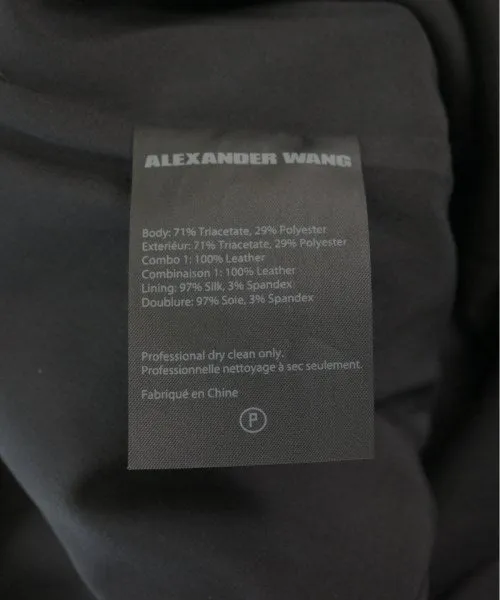 ALEXANDER WANG
Body: 71% Triacetate, 29% Polyester
Exteriéur: 71% Triacetate, 29% Polyester
Combo 1: 100% Leather
Combinaison 1: 100% Leather
Lining: 97% Silk, 3% Spandex
Doublure: 97% Soie, 3% Spandex
Professional dry clean only.
Professionnelle nettoyage à sec seulement.
Fabriqué en Chine
P